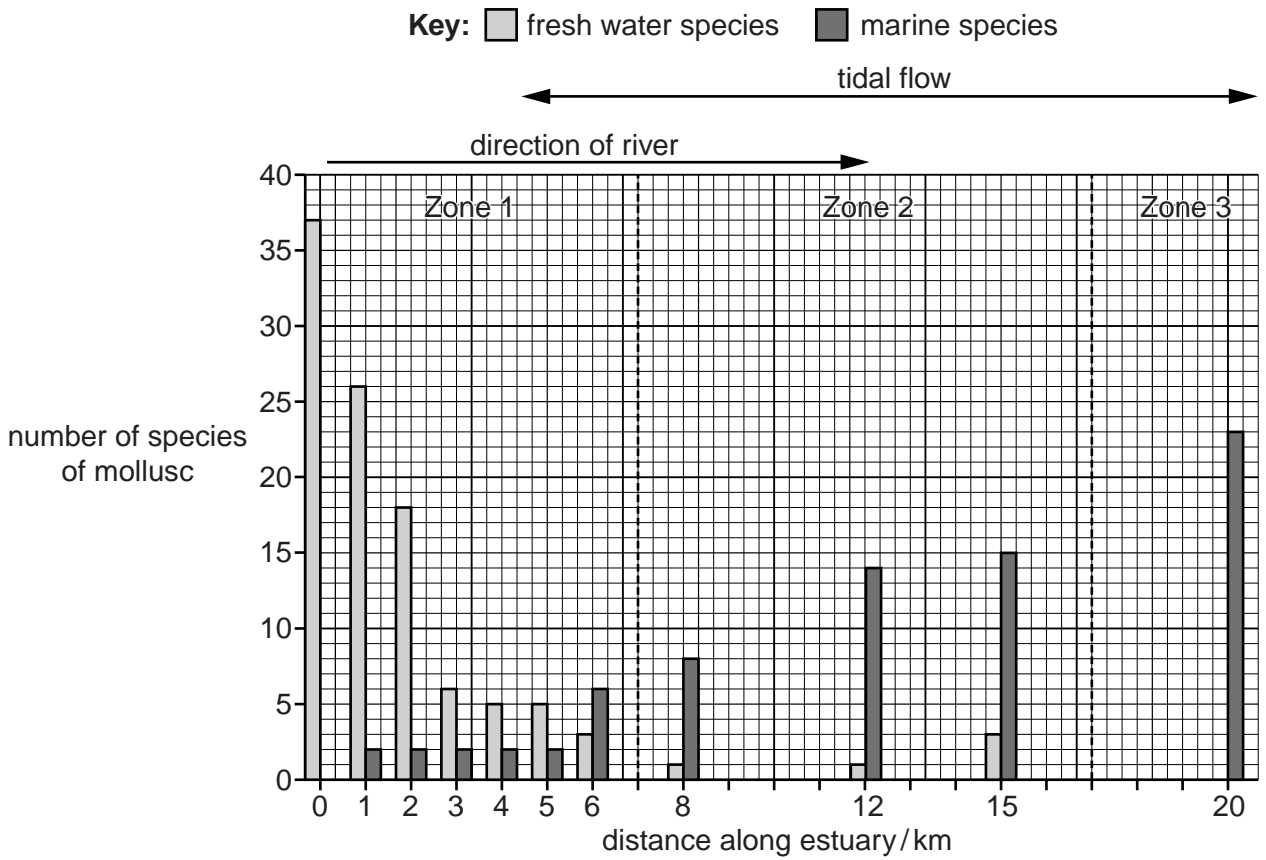 Key: fresh water species marine species
tidal flow
direction of river
Zone 1 Zone 2 Zone 3
40
35
30
25
20
15
10
5
0
number of species
of mollusc
0 1 2 3 4 5 6 8 12 15 20
distance along estuary / km